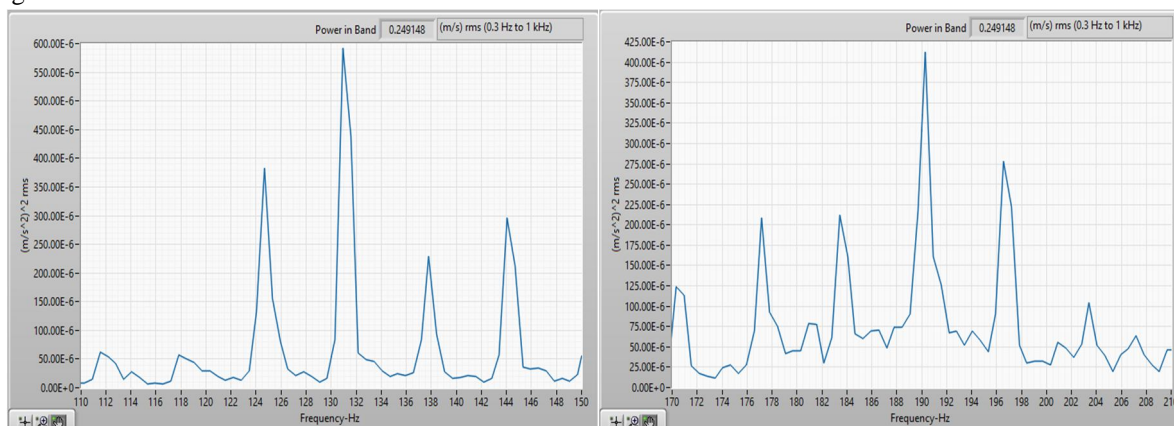 Power in Band 0.249148 (m/s) rms (0.3 Hz to 1 kHz)
600.00E-6
550.00E-6
500.00E-6
450.00E-6
400.00E-6
350.00E-6
300.00E-6
250.00E-6
200.00E-6
150.00E-6
100.00E-6
50.00E-6
0.00E+0
(m/s^2)^2 rms
110 112 114 116 118 120 122 124 126 128 130 132 134 136 138 140 142 144 146 148 150
Frequency-Hz
Power in Band 0.249148 (m/s) rms (0.3 Hz to 1 kHz)
425.00E-6
400.00E-6
375.00E-6
350.00E-6
325.00E-6
300.00E-6
275.00E-6
250.00E-6
225.00E-6
200.00E-6
175.00E-6
150.00E-6
125.00E-6
100.00E-6
75.00E-6
50.00E-6
25.00E-6
0.00E+0
(m/s^2)^2 rms
170 172 174 176 178 180 182 184 186 188 190 192 194 196 198 200 202 204 206 208
Frequency-Hz